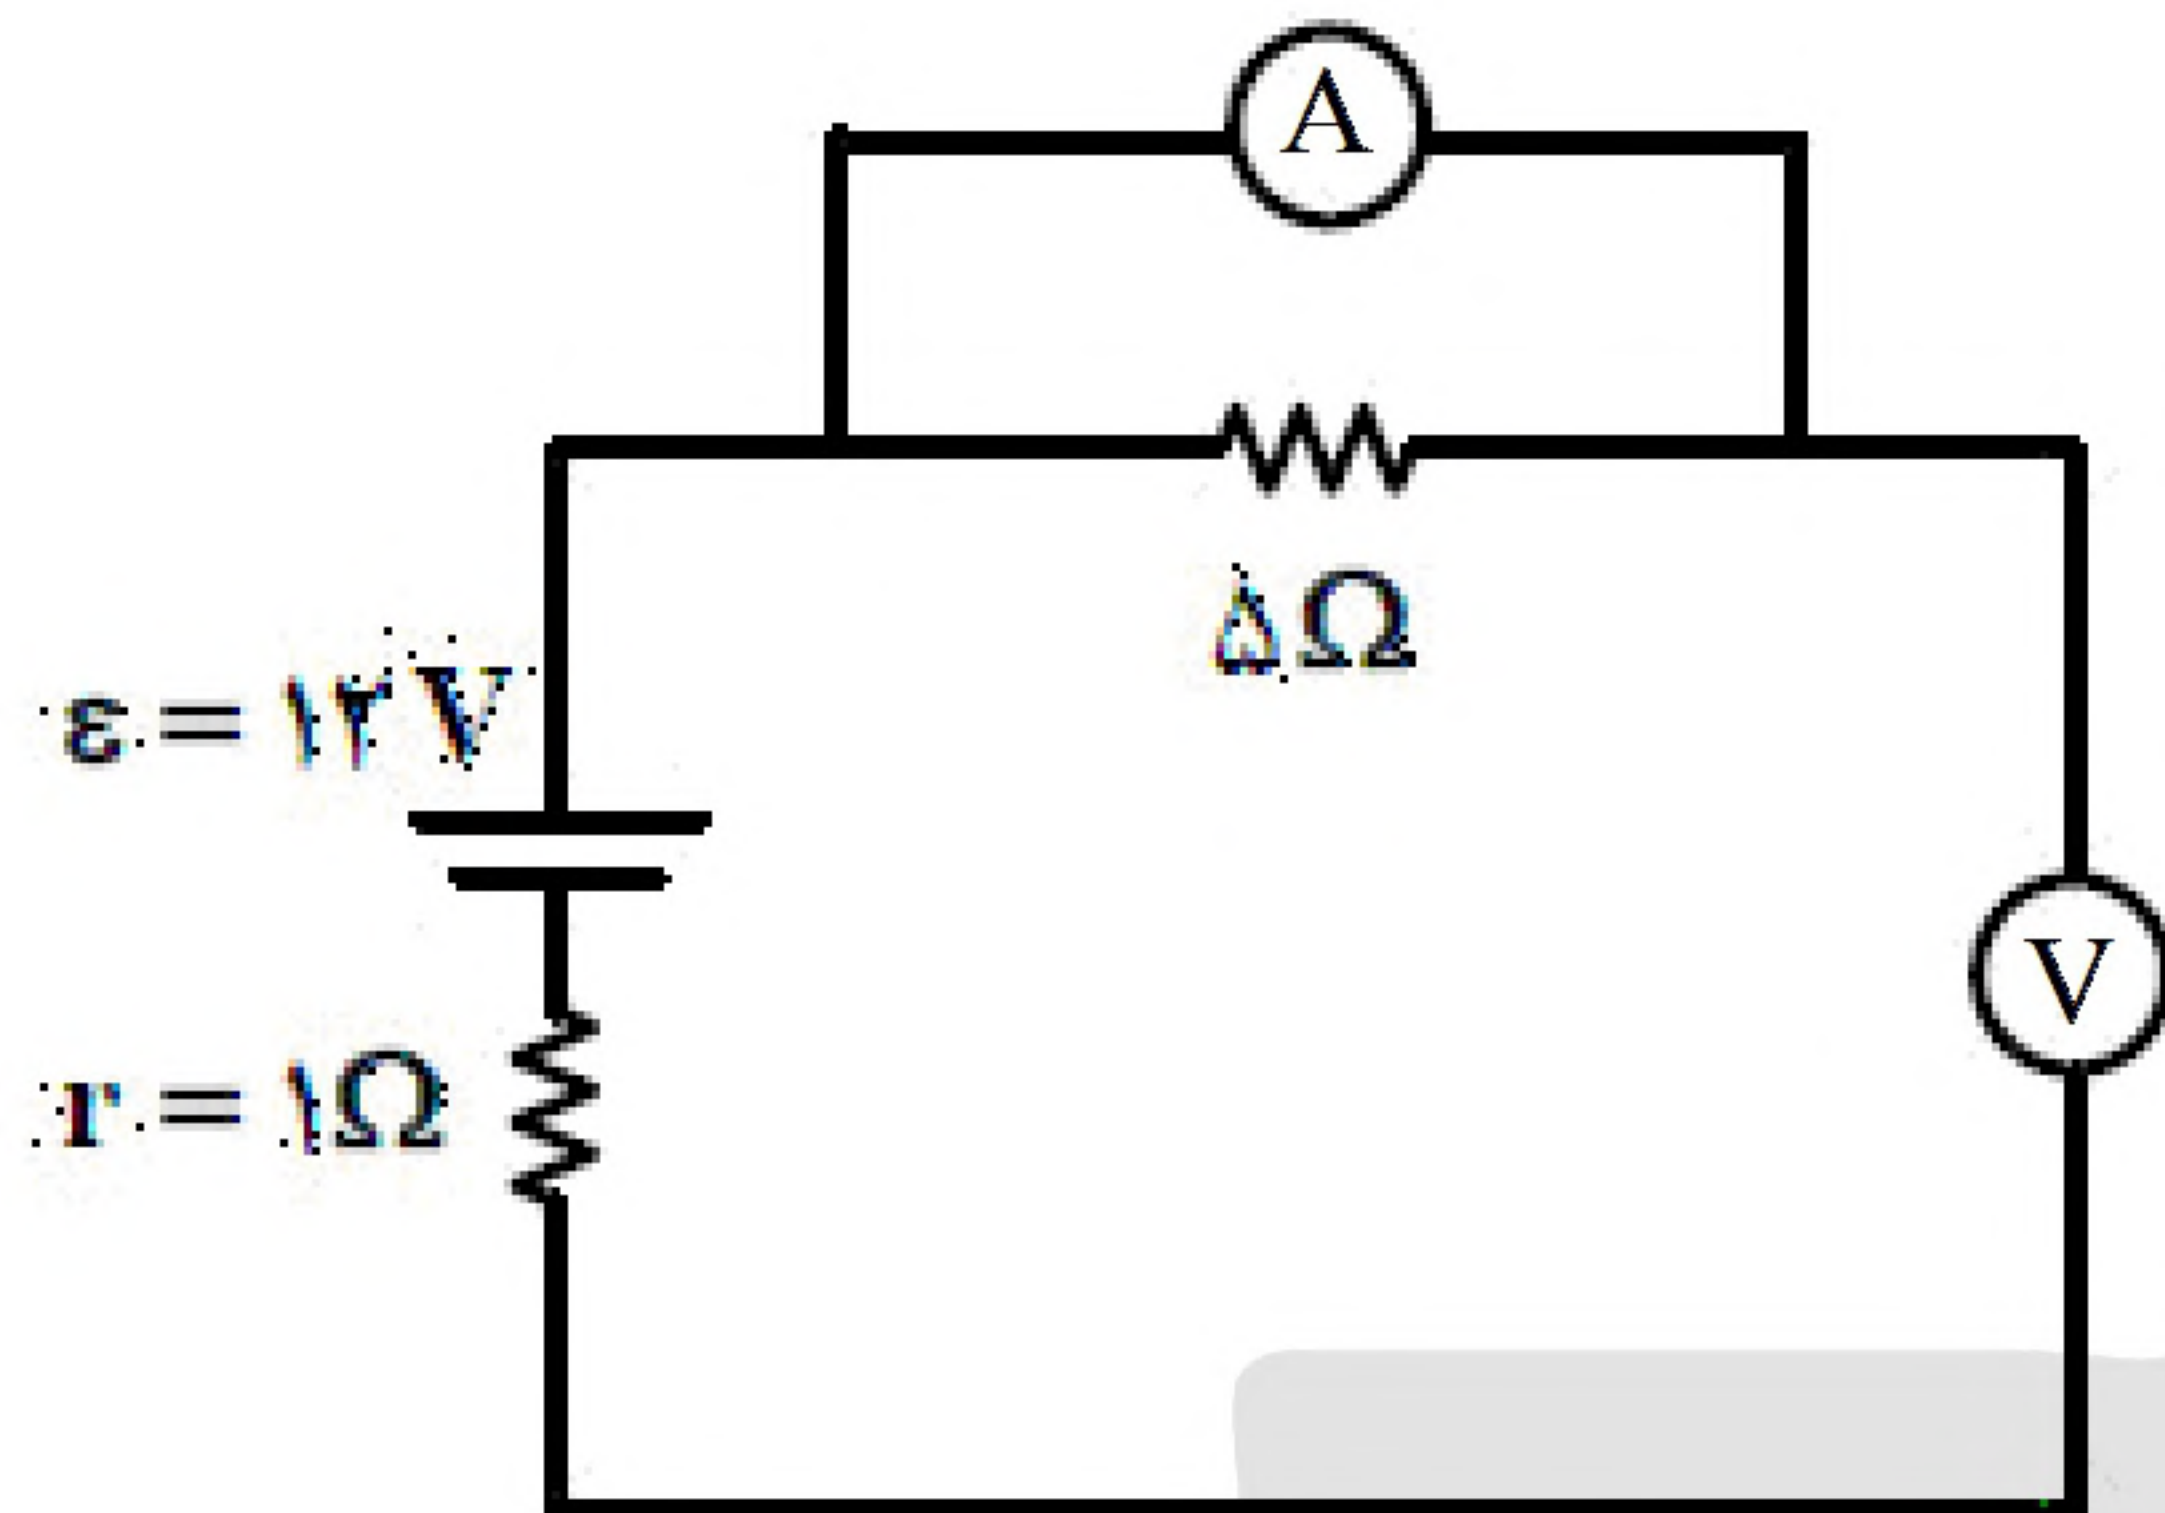 A
۵Ω
ε = ۱۲V
V
r = ۱Ω